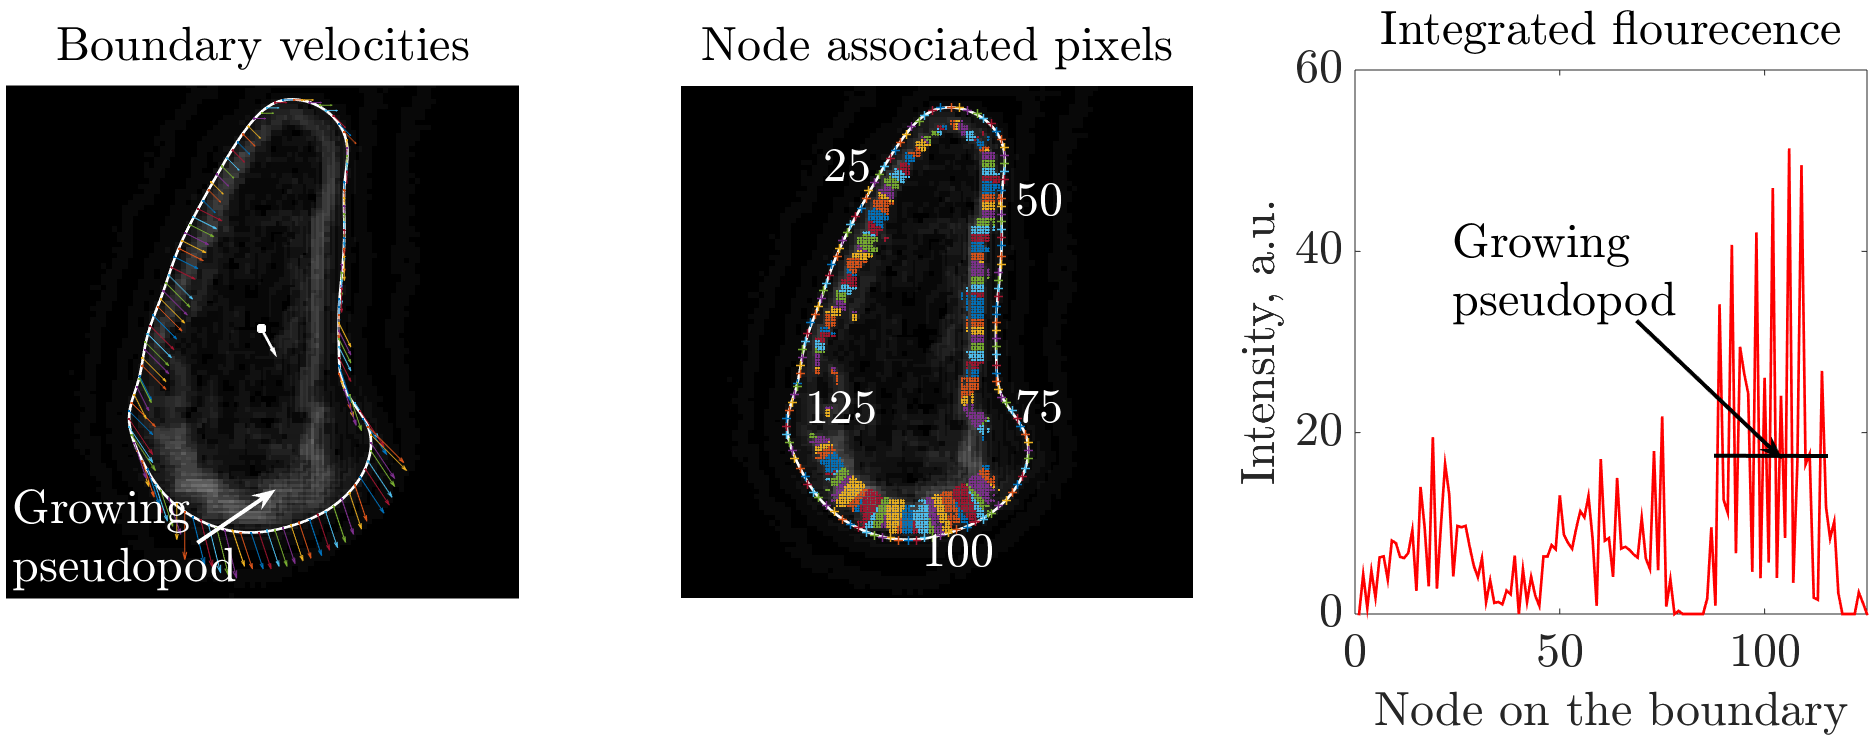 Boundary velocities
Growing
pseudopod
Node associated pixels
25
50
125
75
100
Integrated flourecence
60
40
20
0
Intensity, a.u.
Growing
pseudopod
0
50
100
Node on the boundary